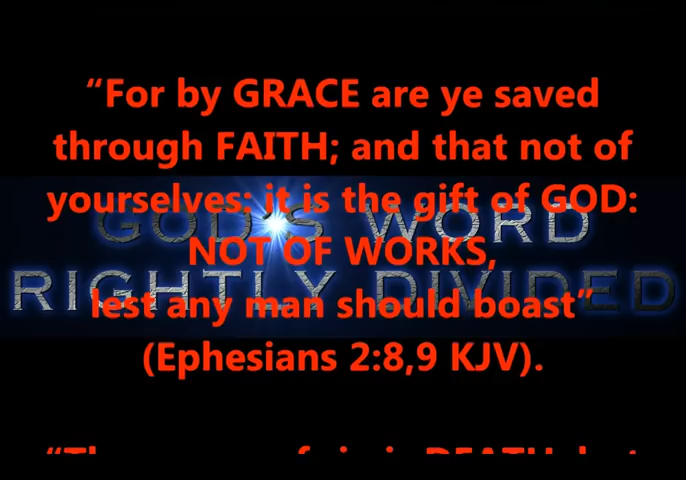 “For by GRACE are ye saved
through FAITH; and that not of
yourselves: it is the gift of GOD:
GOD'S WORD
NOT OF WORKS,
RIGHTLY DIVIDED
lest any man should boast”
(Ephesians 2:8,9 KJV).